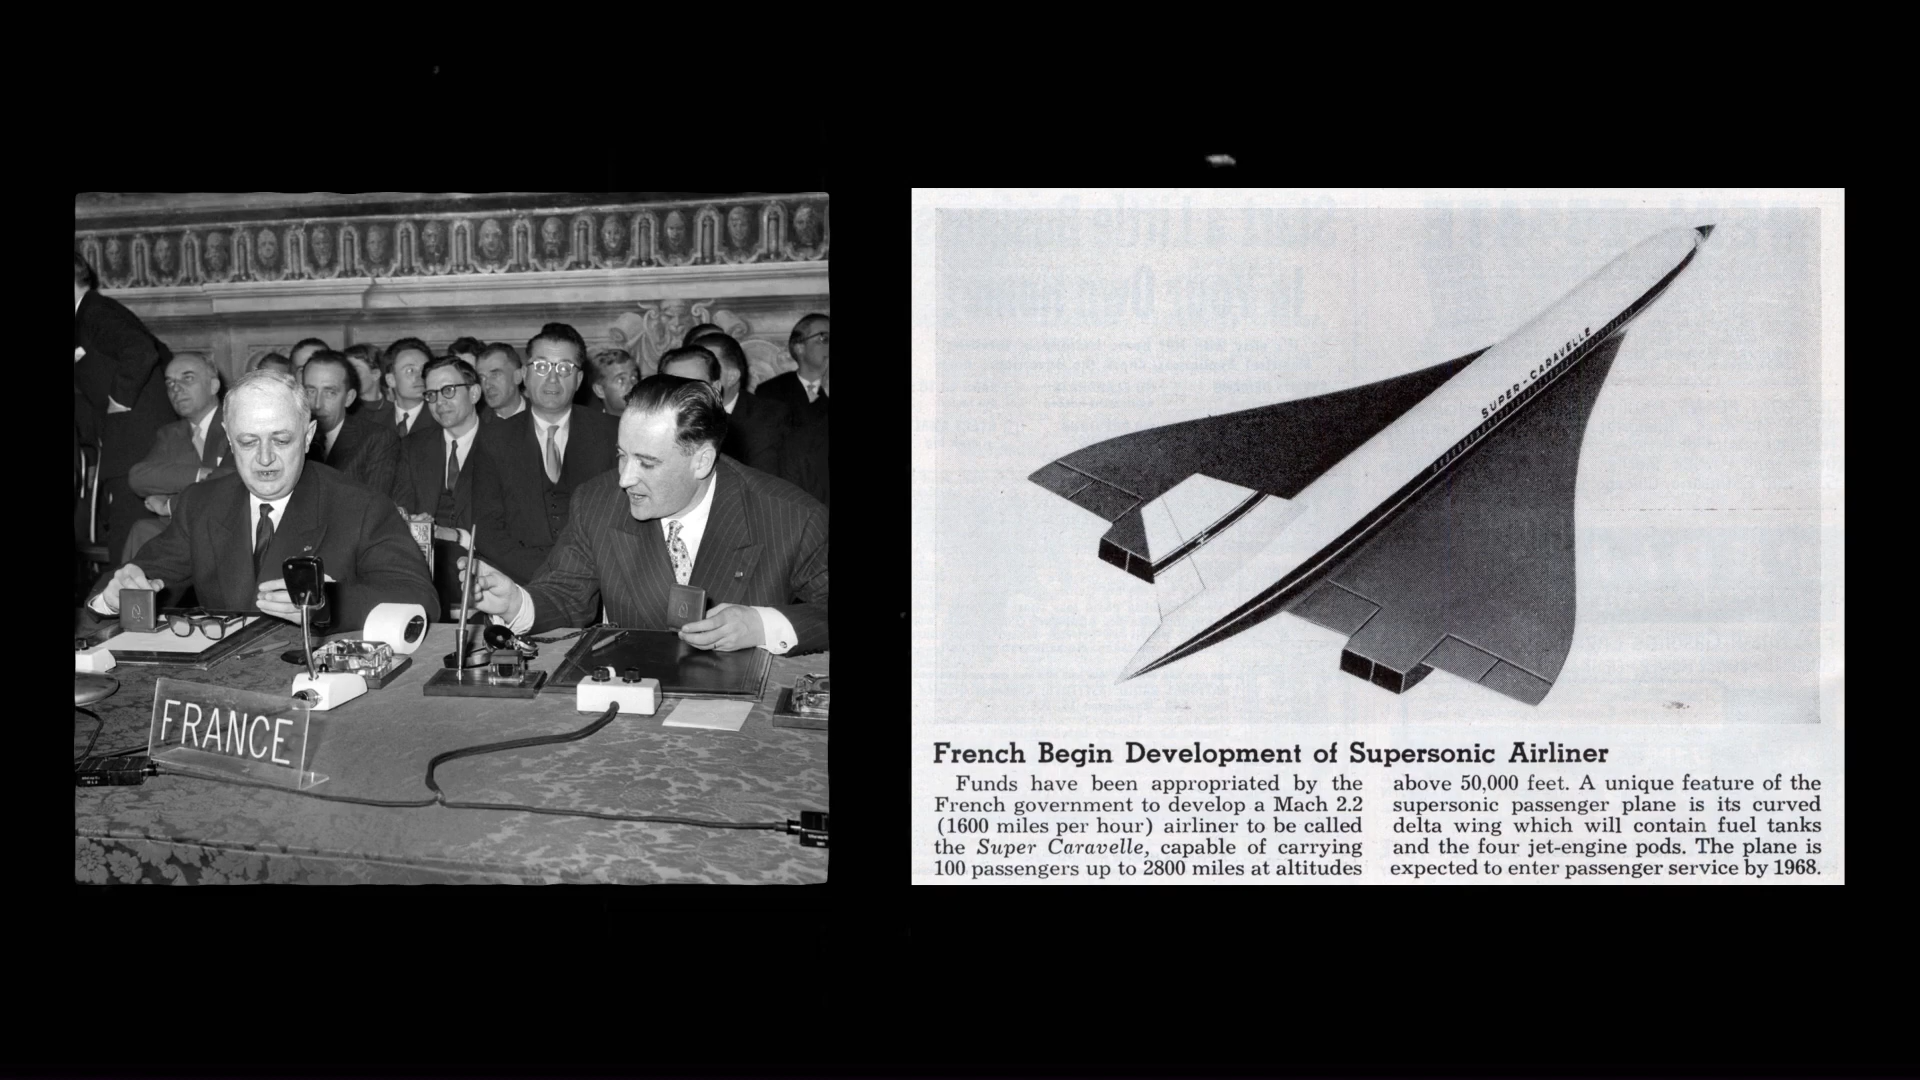 FRANCE
SUPER-CARAVELLE
French Begin Development of Supersonic Airliner
Funds have been appropriated by the
French government to develop a Mach 2.2
(1600 miles per hour) airliner to be called
the Super Caravelle, capable of carrying
100 passengers up to 2800 miles at altitudes
above 50,000 feet. A unique feature of the
supersonic passenger plane is its curved
delta wing which will contain fuel tanks
and the four jet-engine pods. The plane is
expected to enter passenger service by 1968.